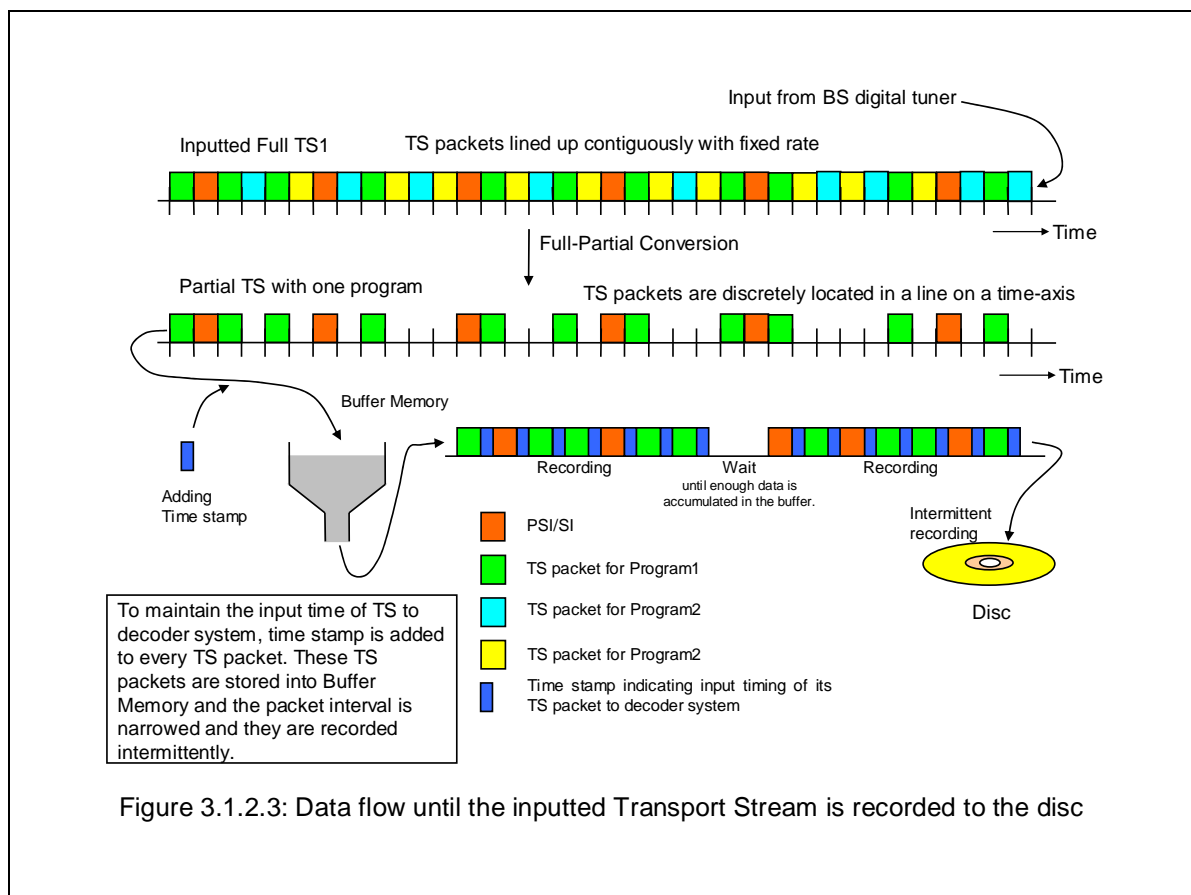 Input from BS digital tuner
Inputted Full TS1
TS packets lined up contiguously with fixed rate
Time
Full-Partial Conversion
Partial TS with one program
TS packets are discretely located in a line on a time-axis
Time
Buffer Memory
Adding
Time stamp
Recording
Wait
until enough data is
accumulated in the buffer.
Recording
PSI/SI
TS packet for Program1
TS packet for Program2
TS packet for Program2
Time stamp indicating input timing of its
TS packet to decoder system
Intermittent
recording
Disc
To maintain the input time of TS to
decoder system, time stamp is added
to every TS packet. These TS
packets are stored into Buffer
Memory and the packet interval is
narrowed and they are recorded
intermittently.
Figure 3.1.2.3: Data flow until the inputted Transport Stream is recorded to the disc